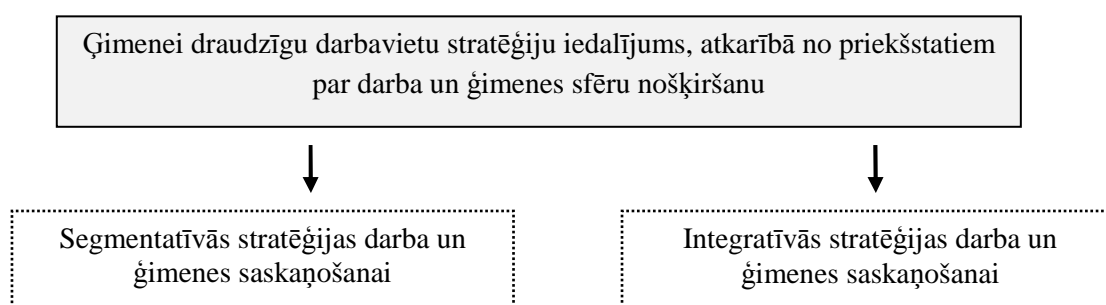 Ģimenei draudzīgu darbavietu stratēģiju iedalījums, atkarībā no priekšstatiem
par darba un ģimenes sfēru nošķiršanu
Segmentatīvās stratēģijas darba un
ģimenes saskaņošanai
Integratīvās stratēģijas darba un
ģimenes saskaņošanai